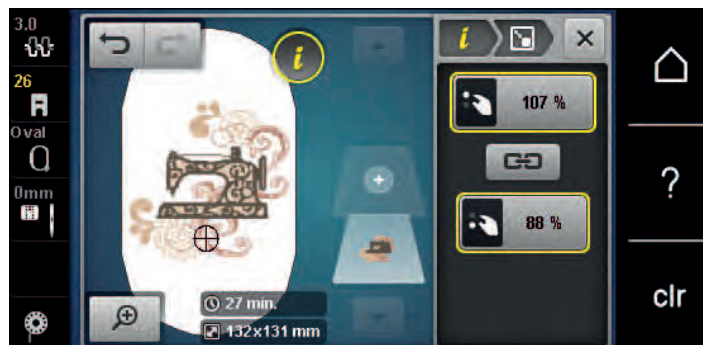 3.0
26
Oval
0mm
i
27 min.
132x131 mm
i
107 %
88 %
?
clr